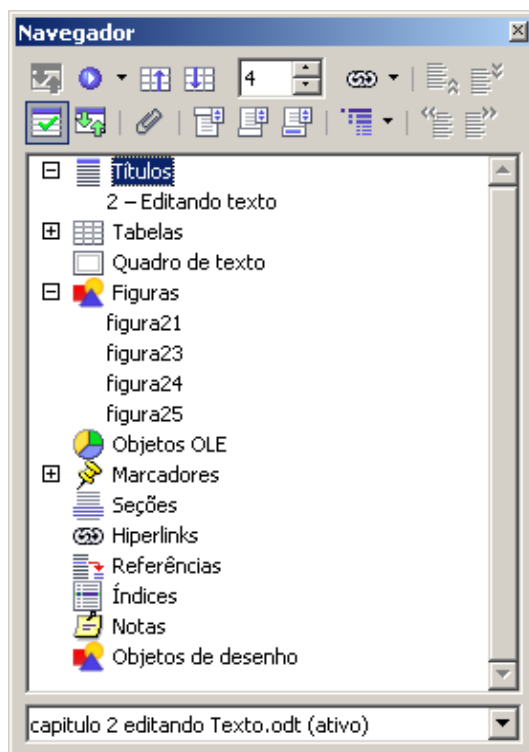 Navegador
4
Títulos
2 – Editando texto
Tabelas
Quadro de texto
Figuras
figura21
figura23
figura24
figura25
Objetos OLE
Marcadores
Seções
Hiperlinks
Referências
Índices
Notas
Objetos de desenho
capitulo 2 editando Texto.odt (ativo)